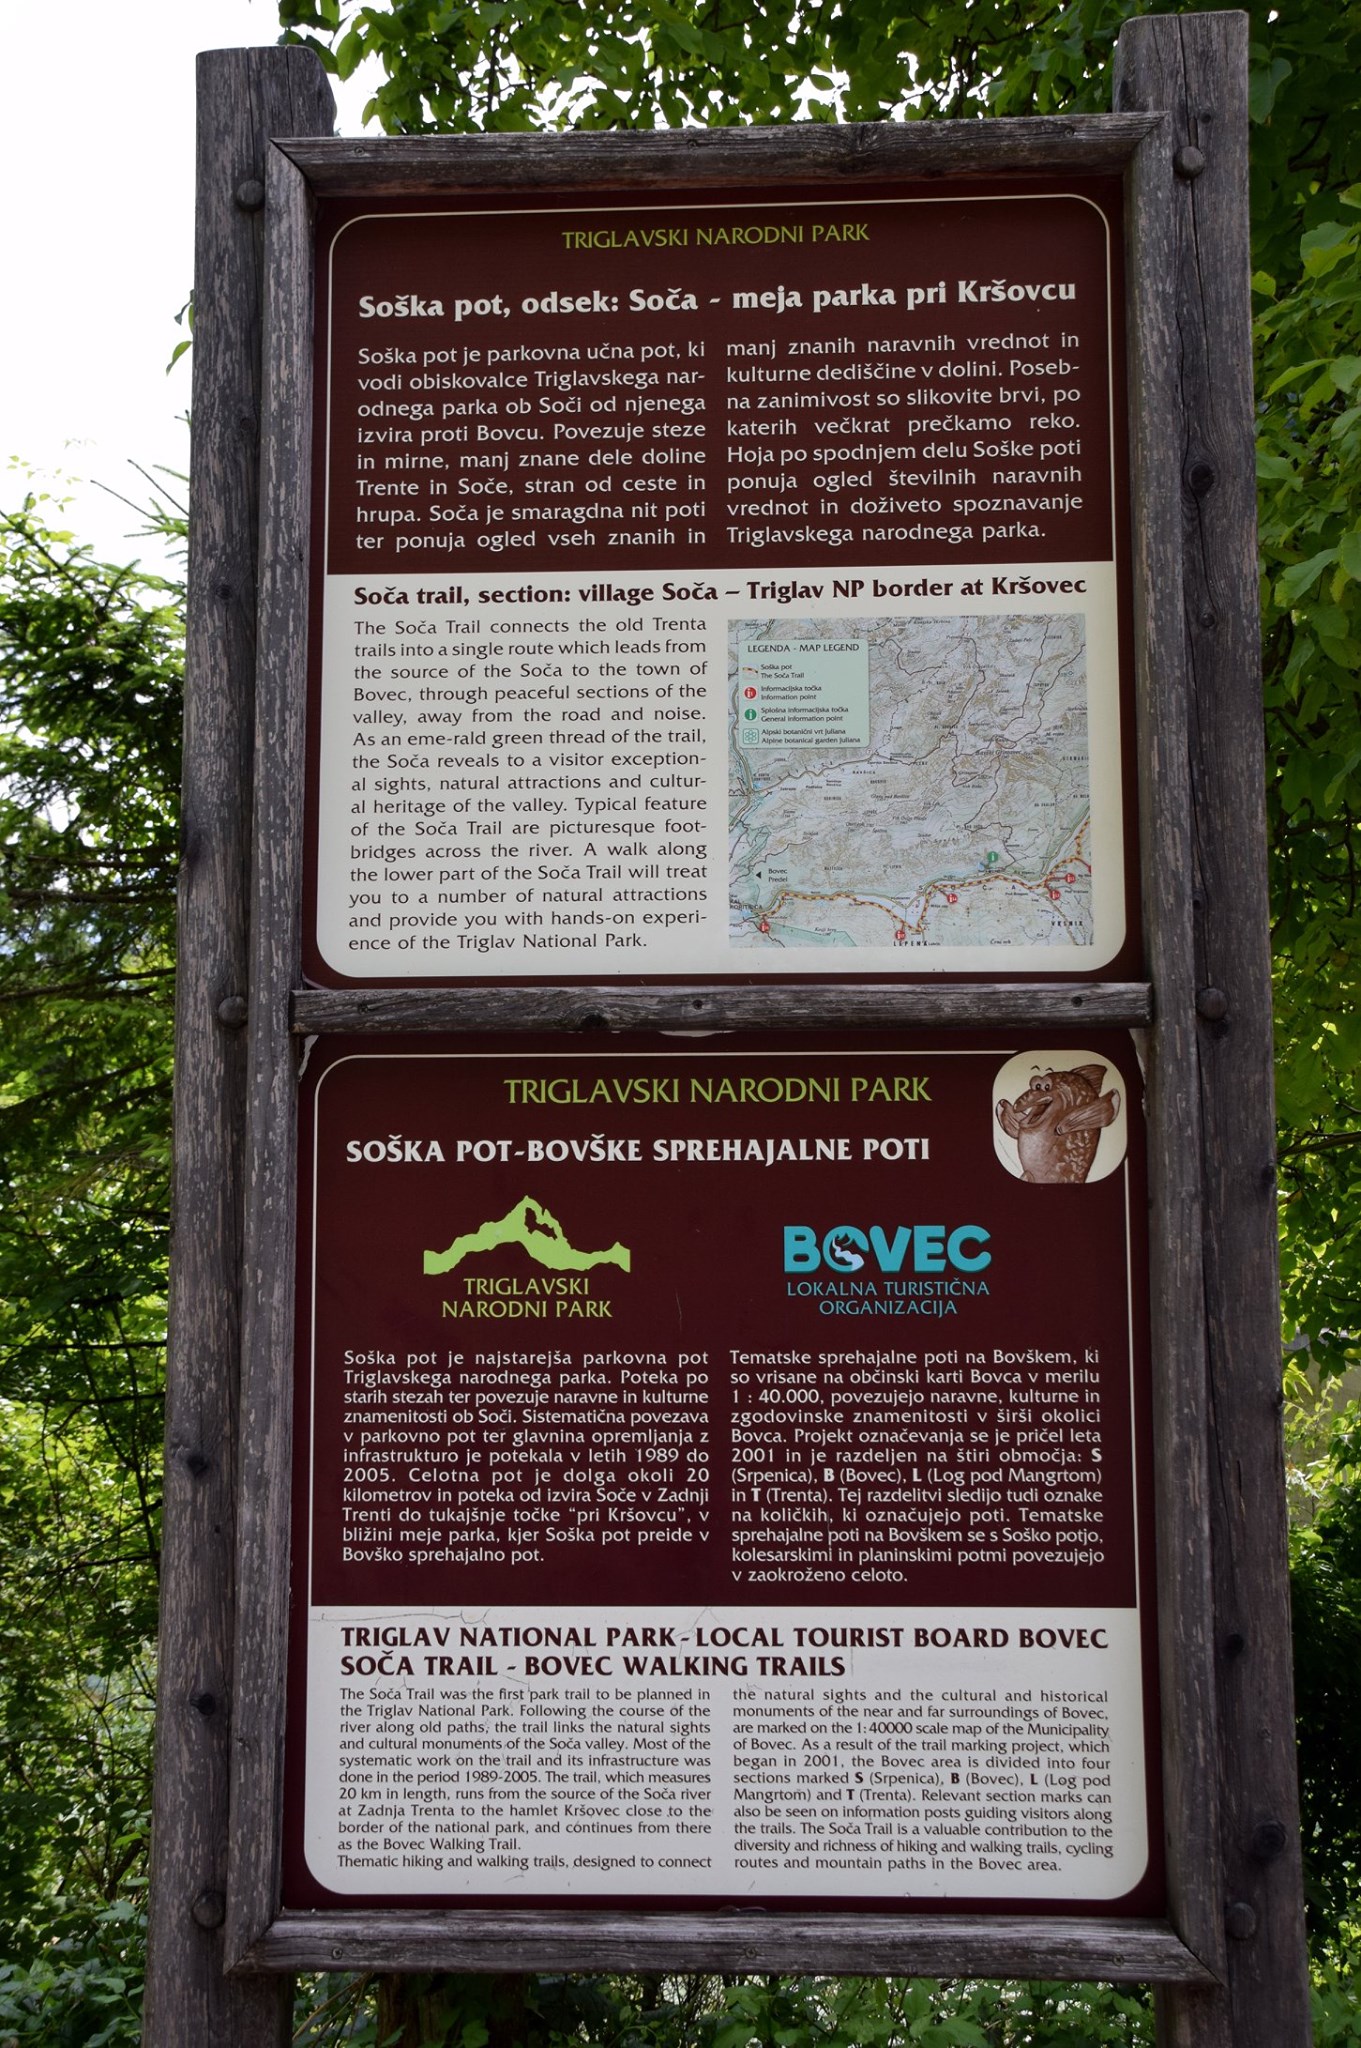 TRIGLAVSKI NARODNI PARK
Soška pot, odsek: Soča - meja parka pri Kršovcu
Soška pot je parkovna učna pot, ki
vodi obiskovalce Triglavskega nar-
odnega parka ob Soči od njenega
izvira proti Bovcu. Povezuje steze
in mirne, manj znane dele doline
Trente in Soče, stran od ceste in
hrupa. Soča je smaragdna nit poti
ter ponuja ogled vseh znanih in
manj znanih naravnih vrednot in
kulturne dediščine v dolini. Poseb-
na zanimivost so slikovite brvi, po
katerih večkrat prečkamo reko.
Hoja po spodnjem delu Soške poti
ponuja ogled številnih naravnih
vrednot in doživeto spoznavanje
Triglavskega narodnega parka.
Soča trail, section: village Soča – Triglav NP border at Kršovec
The Soča Trail connects the old Trenta
trails into a single route which leads from
the source of the Soča to the town of
Bovec, through peaceful sections of the
valley, away from the road and noise.
As an eme-rald green thread of the trail,
the Soča reveals to a visitor exception-
al sights, natural attractions and cultur-
al heritage of the valley. Typical feature
of the Soča Trail are picturesque foot-
bridges across the river. A walk along
the lower part of the Soča Trail will treat
you to a number of natural attractions
and provide you with hands-on experi-
ence of the Triglav National Park.
LEGENDA - MAP LEGEND
Soška pot
The Soča Trail
Informacijska točka
Information point
Splošna informacijska točka
General information point
Alpski botanični vrt Juliana
Alpine botanical garden Juliana
Bovec
Predel
LEPENA
TRIGLAVSKI NARODNI PARK
SOŠKA POT-BOVŠKE SPREHAJALNE POTI
TRIGLAVSKI
NARODNI PARK
BOVEC
LOKALNA TURISTIČNA
ORGANIZACIJA
Soška pot je najstarejša parkovna pot
Triglavskega narodnega parka. Poteka po
starih stezah ter povezuje naravne in kulturne
znamenitosti ob Soči. Sistematična povezava
v parkovno pot ter glavnina opremljanja z
infrastrukturo je potekala v letih 1989 do
2005. Celotna pot je dolga okoli 20
kilometrov in poteka od izvira Soče v Zadnji
Trenti do tukajšnje točke “pri Kršovcu”, v
bližini meje parka, kjer Soška pot preide v
Bovško sprehajalno pot.
Tematske sprehajalne poti na Bovškem, ki
so vrisane na občinski karti Bovca v merilu
1 : 40.000, povezujejo naravne, kulturne in
zgodovinske znamenitosti v širši okolici
Bovca. Projekt označevanja se je pričel leta
2001 in je razdeljen na štiri območja: S
(Srpenica), B (Bovec), L (Log pod Mangrtom)
in T (Trenta). Tej razdelitvi sledijo tudi oznake
na količkih, ki označujejo poti. Tematske
sprehajalne poti na Bovškem se s Soško potjo,
kolesarskimi in planinskimi potmi povezujejo
v zaokroženo celoto.
TRIGLAV NATIONAL PARK - LOCAL TOURIST BOARD BOVEC
SOČA TRAIL - BOVEC WALKING TRAILS
The Soča Trail was the first park trail to be planned in
the Triglav National Park. Following the course of the
river along old paths, the trail links the natural sights
and cultural monuments of the Soča valley. Most of the
systematic work on the trail and its infrastructure was
done in the period 1989-2005. The trail, which measures
20 km in length, runs from the source of the Soča river
at Zadnja Trenta to the hamlet Kršovec close to the
border of the national park, and continues from there
as the Bovec Walking Trail.
Thematic hiking and walking trails, designed to connect
the natural sights and the cultural and historical
monuments of the near and far surroundings of Bovec,
are marked on the 1:40000 scale map of the Municipality
of Bovec. As a result of the trail marking project, which
began in 2001, the Bovec area is divided into four
sections marked S (Srpenica), B (Bovec), L (Log pod
Mangrtom) and T (Trenta). Relevant section marks can
also be seen on information posts guiding visitors along
the trails. The Soča Trail is a valuable contribution to the
diversity and richness of hiking and walking trails, cycling
routes and mountain paths in the Bovec area.